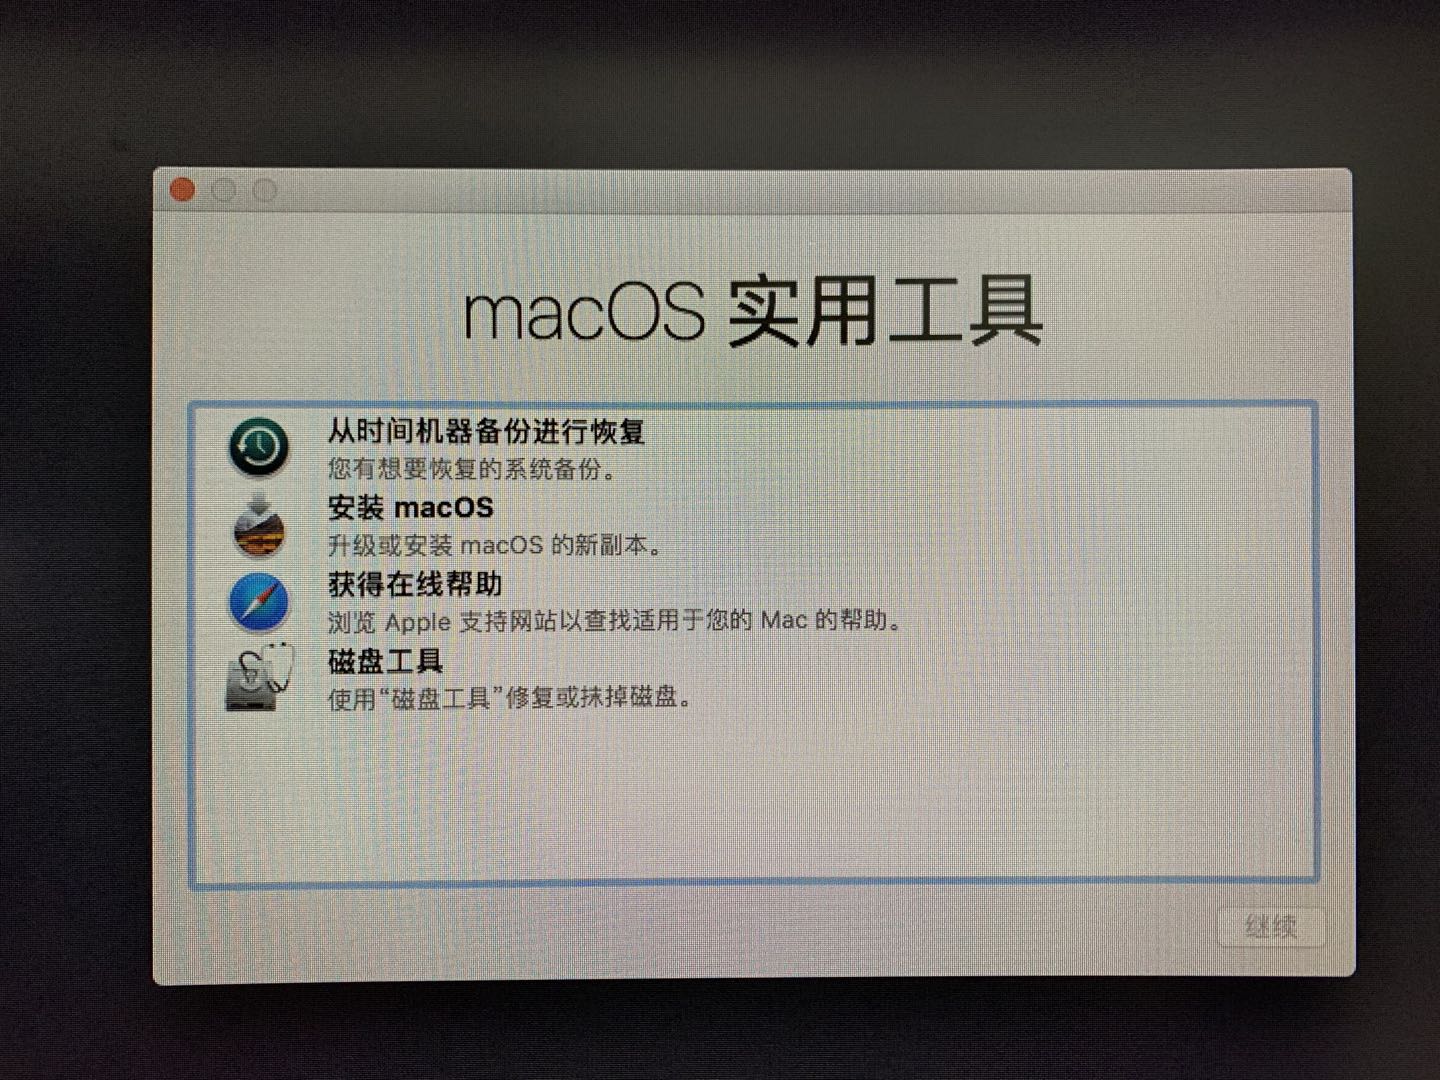 macOS 实用工具
从时间机器备份进行恢复
您有想要恢复的系统备份。
安装 macOS
升级或安装 macOS 的新副本。
获得在线帮助
浏览 Apple 支持网站以查找适用于您的 Mac 的帮助。
磁盘工具
使用“磁盘工具”修复或抹掉磁盘。
继续